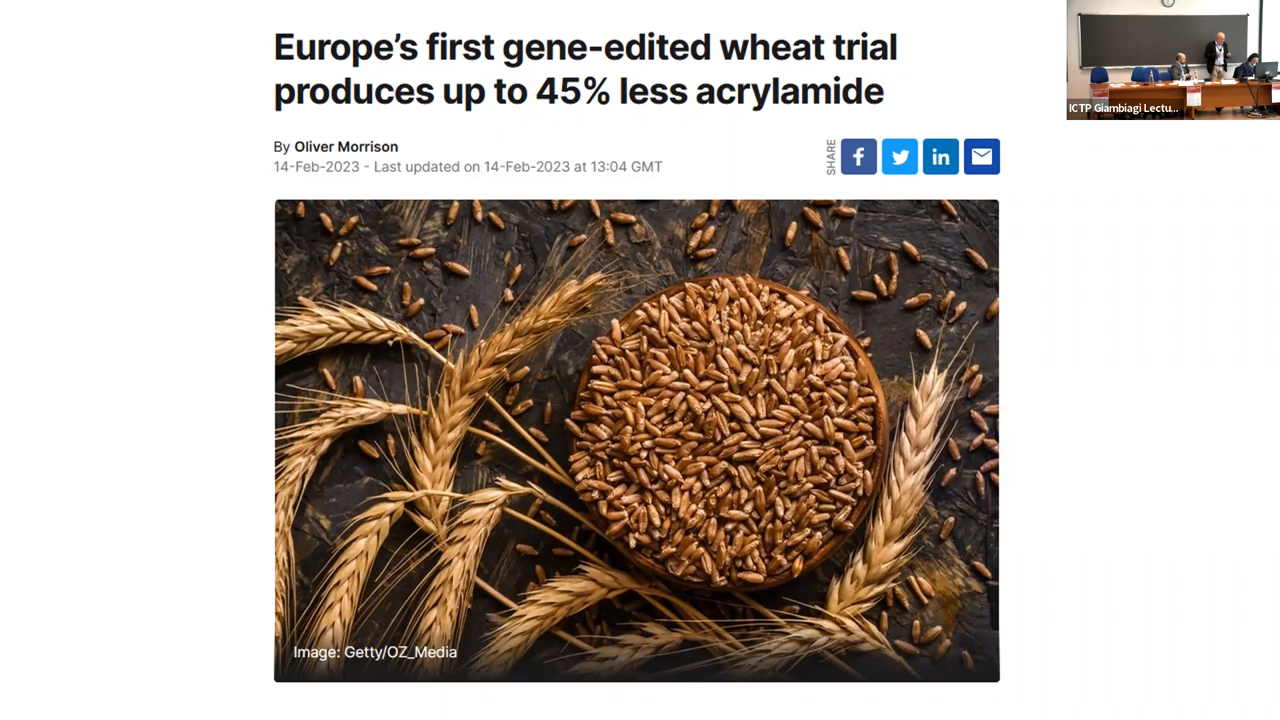 Europe’s first gene-edited wheat trial
produces up to 45% less acrylamide
By Oliver Morrison
14-Feb-2023 - Last updated on 14-Feb-2023 at 13:04 GMT
SHARE
Image: Getty/OZ_Media
ICTP Giambiagi Lectu...